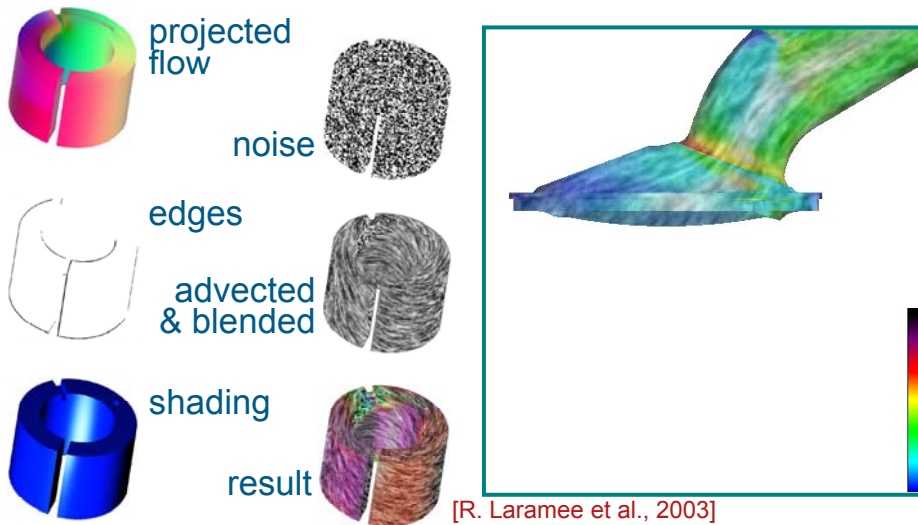 projected
flow
noise
edges
advected
& blended
shading
result
[R. Laramee et al., 2003]